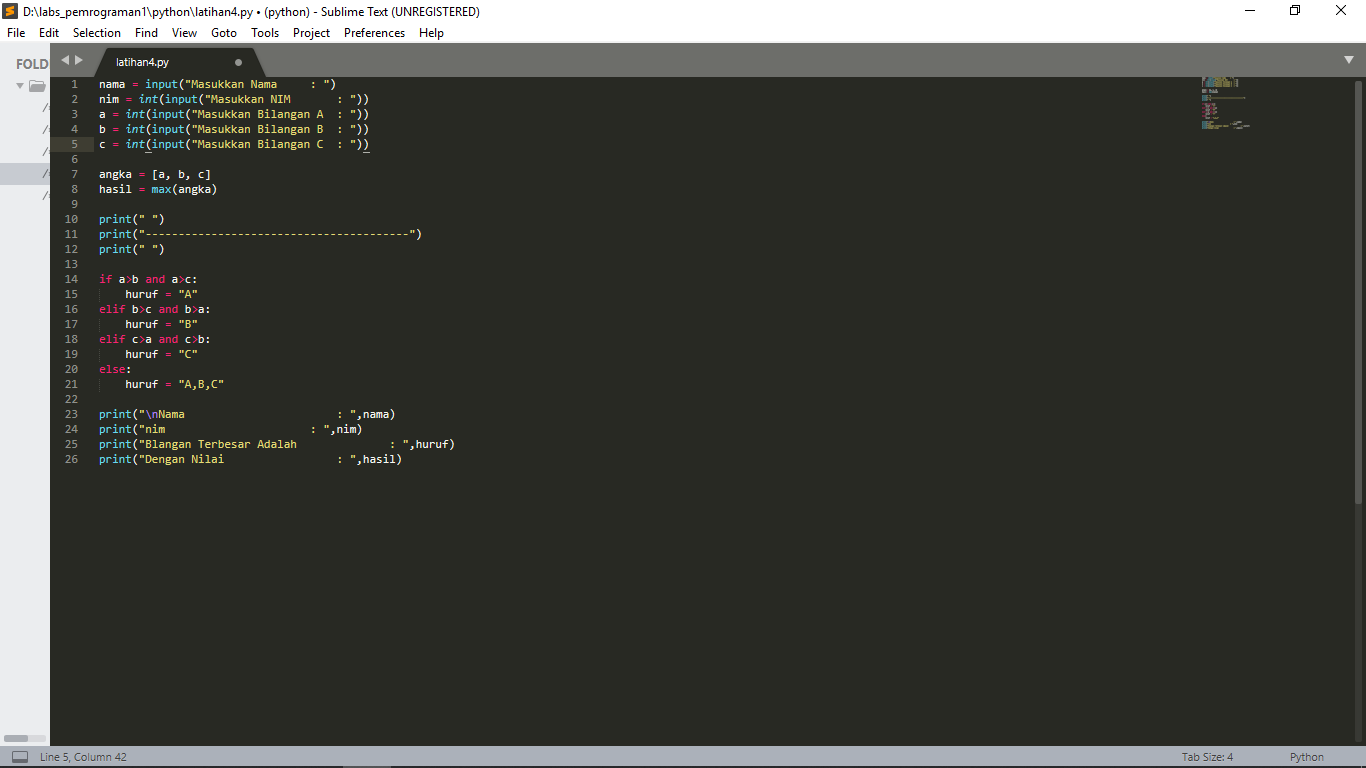 D:\labs_pemrograman1\python\latihan4.py • (python) - Sublime Text (UNREGISTERED)
File Edit Selection Find View Goto Tools Project Preferences Help
FOLD
latihan4.py
1 nama = input("Masukkan Nama     : ")
2 nim = int(input("Masukkan NIM       : "))
3 a = int(input("Masukkan Bilangan A  : "))
4 b = int(input("Masukkan Bilangan B  : "))
5 c = int(input("Masukkan Bilangan C  : "))
6
7 angka = [a, b, c]
8 hasil = max(angka)
9
10 print(" ")
11 print("----------------------------------------")
12 print(" ")
13
14 if a>b and a>c:
15     huruf = "A"
16 elif b>c and b>a:
17     huruf = "B"
18 elif c>a and c>b:
19     huruf = "C"
20 else:
21     huruf = "A,B,C"
22
23 print("\nNama                       : ",nama)
24 print("nim                      : ",nim)
25 print("Blangan Terbesar Adalah              : ",huruf)
26 print("Dengan Nilai                 : ",hasil)
Line 5, Column 42 Tab Size: 4 Python